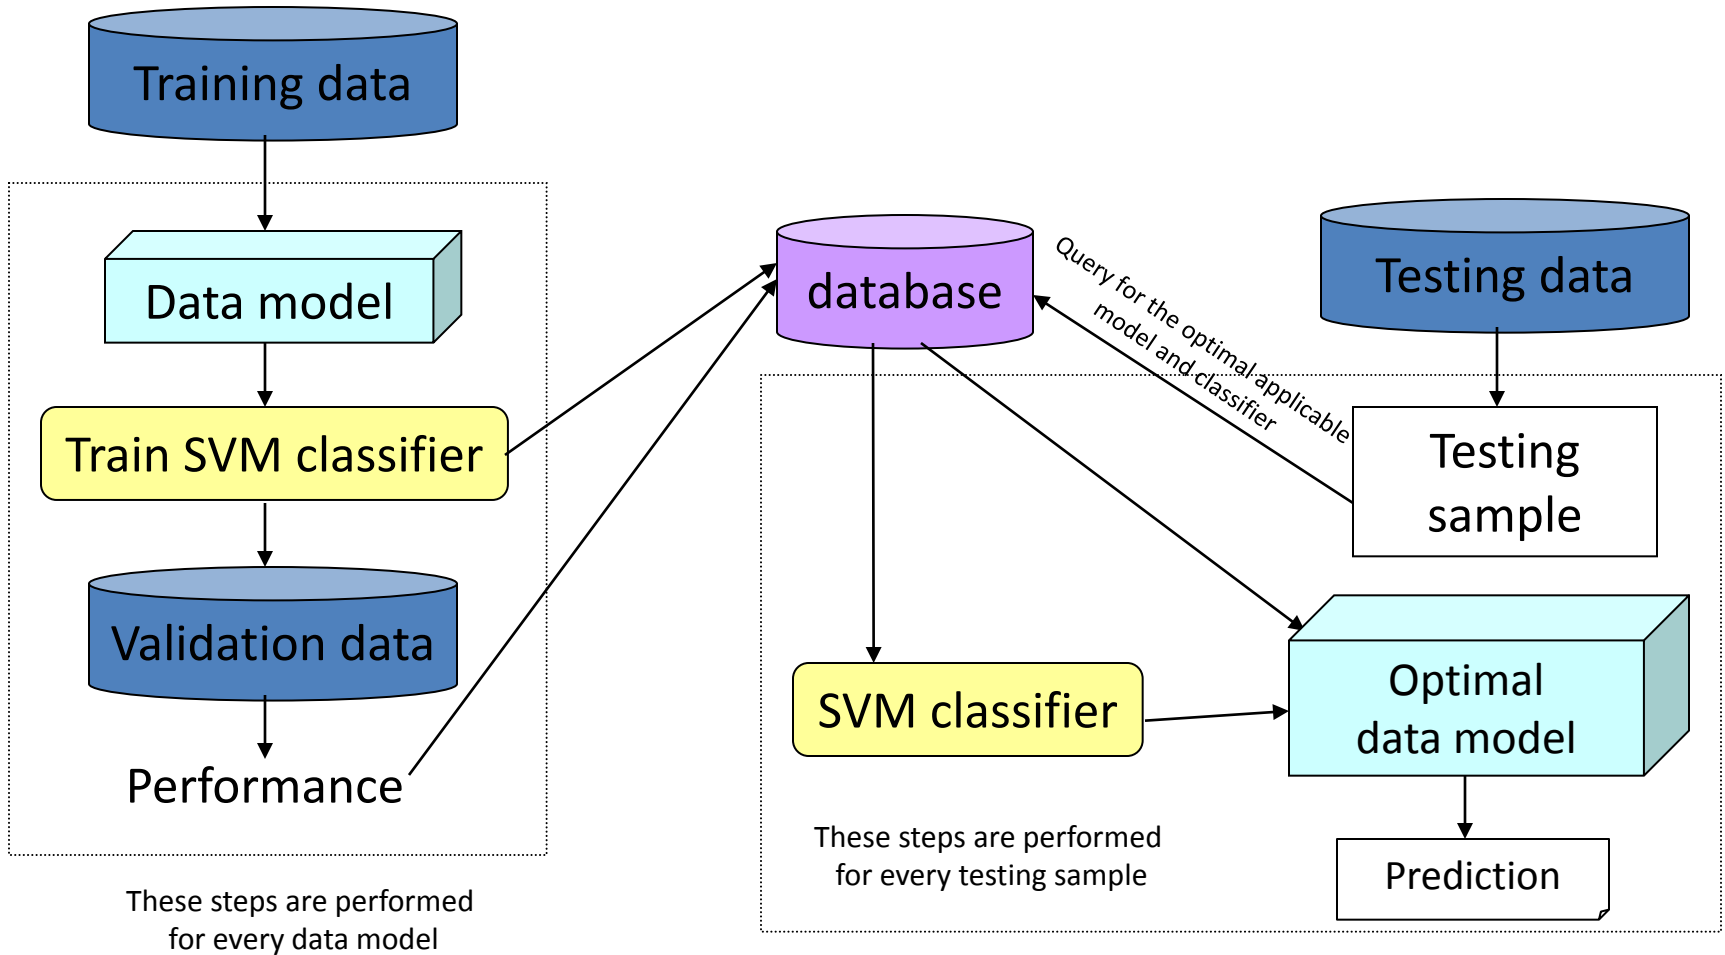 Training data
Data model
Train SVM classifier
Validation data
Performance
These steps are performed
for every data model
database
Query for the optimal applicable
model and classifier
Testing data
Testing
sample
SVM classifier
Optimal
data model
Prediction
These steps are performed
for every testing sample